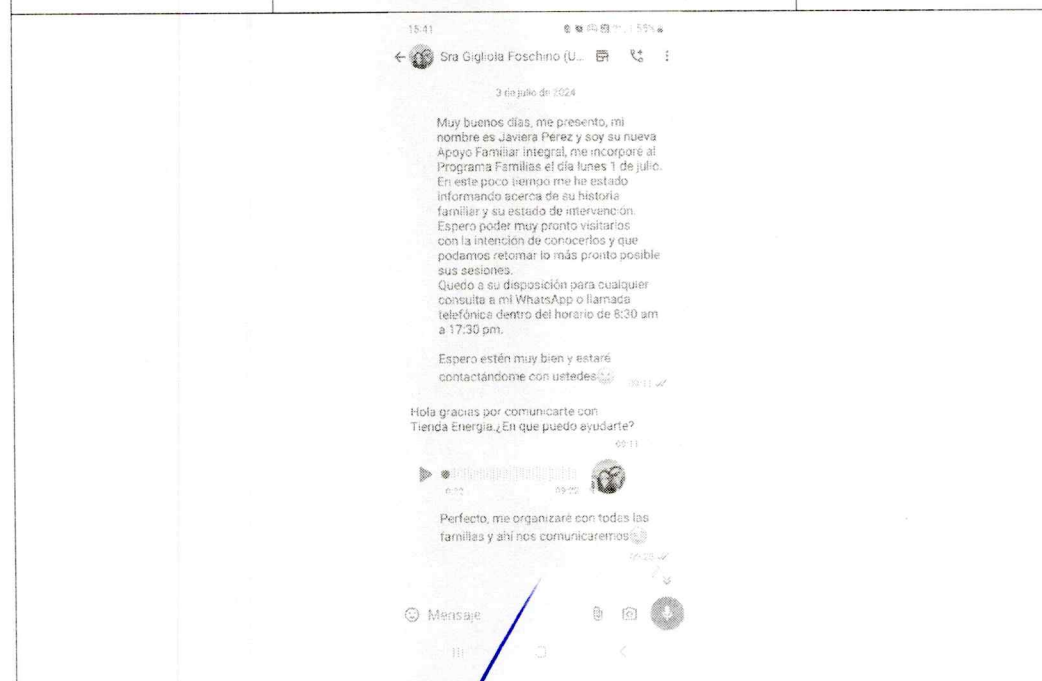 15:41
55%
Sra Gigliola Foschino (U...
3 de julio de 2024
Muy buenos días, me presento, mi
nombre es Javiera Perez y soy su nueva
Apoyo Familiar Integral, me incorporé al
Programa Familias el día lunes 1 de julio.
En este poco tiempo me he estado
informando acerca de su historia
familiar y su estado de intervención.
Espero poder muy pronto visitarlos
con la intención de conocerlos y que
podamos retomar lo más pronto posible
sus sesiones.
Quedo a su disposición para cualquier
consulta a mi WhatsApp o llamada
telefónica dentro del horario de 8:30 am
a 17:30 pm.
Espero estén muy bien y estaré
contactándome con ustedes
09:11
Hola gracias por comunicarte con
Tienda Energia.¿En que puedo ayudarte?
09:11
Perfecto, me organizaré con todas las
familias y ahí nos comunicaremos
Mensaje